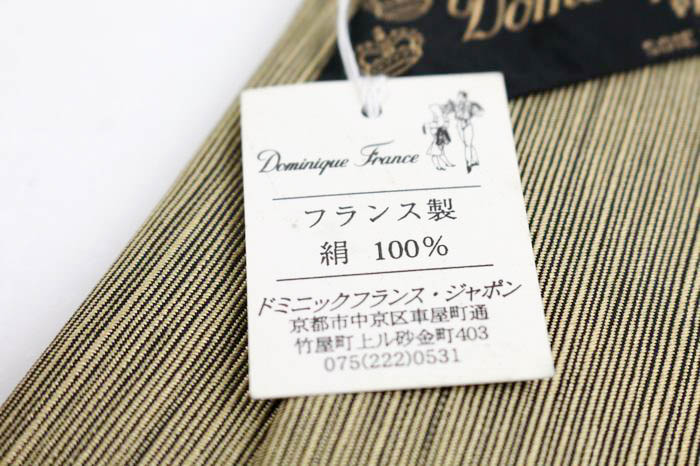 Dominique France
フランス製
絹 100%
ドミニックフランス・ジャポン
京都市中京区車屋町通
竹屋町上ル砂金町403
075(222)0531